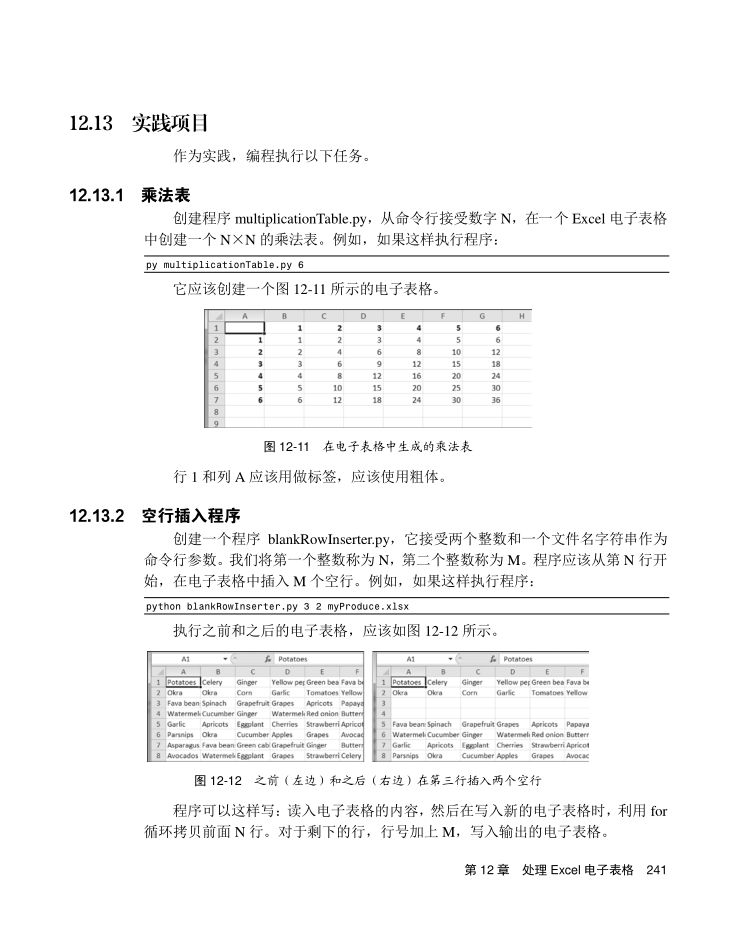 12.13 实践项目
作为实践，编程执行以下任务。
12.13.1 乘法表
创建程序 multiplicationTable.py，从命令行接受数字 N，在一个 Excel 电子表格
中创建一个 N×N 的乘法表。例如，如果这样执行程序：
py multiplicationTable.py 6
它应该创建一个图 12-11 所示的电子表格。
A B C D E F G H
1 1 2 3 4 5 6
2 1 1 2 3 4 5 6
3 2 2 4 6 8 10 12
4 3 3 6 9 12 15 18
5 4 4 8 12 16 20 24
6 5 5 10 15 20 25 30
7 6 6 12 18 24 30 36
8
9
图 12-11 在电子表格中生成的乘法表
行 1 和列 A 应该用做标签，应该使用粗体。
12.13.2 空行插入程序
创建一个程序 blankRowInserter.py，它接受两个整数和一个文件名字符串作为
命令行参数。我们将第一个整数称为 N，第二个整数称为 M。程序应该从第 N 行开
始，在电子表格中插入 M 个空行。例如，如果这样执行程序：
python blankRowInserter.py 3 2 myProduce.xlsx
执行之前和之后的电子表格，应该如图 12-12 所示。
A1 fx Potatoes
A B C D E F
1 Potatoes Celery Ginger Yellow pep Green bea Fava be
2 Okra Okra Corn Garlic Tomatoes Yellow
3 Fava bean Spinach Grapefruit Grapes Apricots Papaya
4 Watermel Cucumber Ginger Watermel Red onion Buttern
5 Garlic Apricots Eggplant Cherries Strawberri Apricot
6 Parsnips Okra Cucumber Apples Grapes Avocad
7 Asparagus Fava bean Green cab Grapefruit Ginger Buttern
8 Avocados Watermel Eggplant Grapes Strawberri Celery
A1 fx Potatoes
A B C D E F
1 Potatoes Celery Ginger Yellow pep Green bea Fava be
2 Okra Okra Corn Garlic Tomatoes Yellow
3
4
5 Fava bean Spinach Grapefruit Grapes Apricots Papaya
6 Watermel Cucumber Ginger Watermel Red onion Buttern
7 Garlic Apricots Eggplant Cherries Strawberri Apricot
8 Parsnips Okra Cucumber Apples Grapes Avocad
图 12-12 之前（左边）和之后（右边）在第三行插入两个空行
程序可以这样写：读入电子表格的内容，然后在写入新的电子表格时，利用 for
循环拷贝前面 N 行。对于剩下的行，行号加上 M，写入输出的电子表格。
第 12 章 处理 Excel 电子表格 241